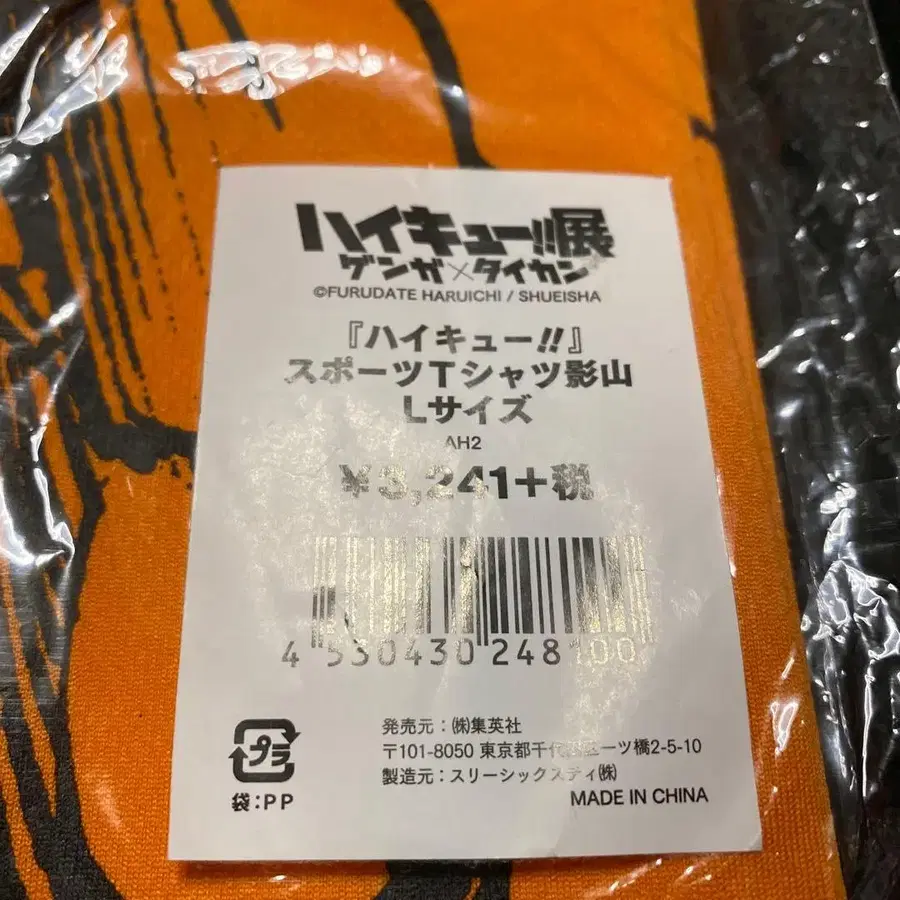 ハイキュー!!展
ゲンガ×タイカン
©FURUDATE HARUICHI / SHUEISHA
『ハイキュー!!』
スポーツTシャツ影山
Lサイズ
AH2
¥3,241+税
4 530430 248100
プラ
袋:PP
発売元:㈱集英社
〒101-8050 東京都千代田区一ツ橋2-5-10
製造元:スリーシックスティ㈱
MADE IN CHINA